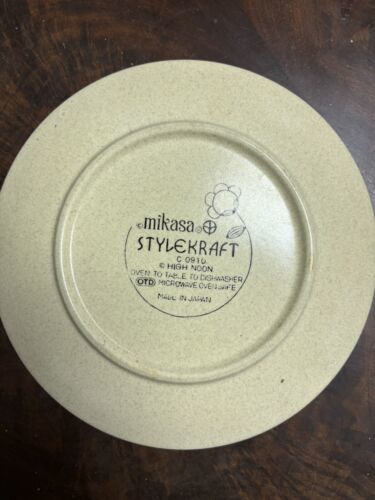 © mikasa ®
STYLEKRAFT
C 0910
© HIGH NOON
OVEN TO TABLE TO DISHWASHER
OTD MICROWAVE OVEN SAFE
MADE IN JAPAN